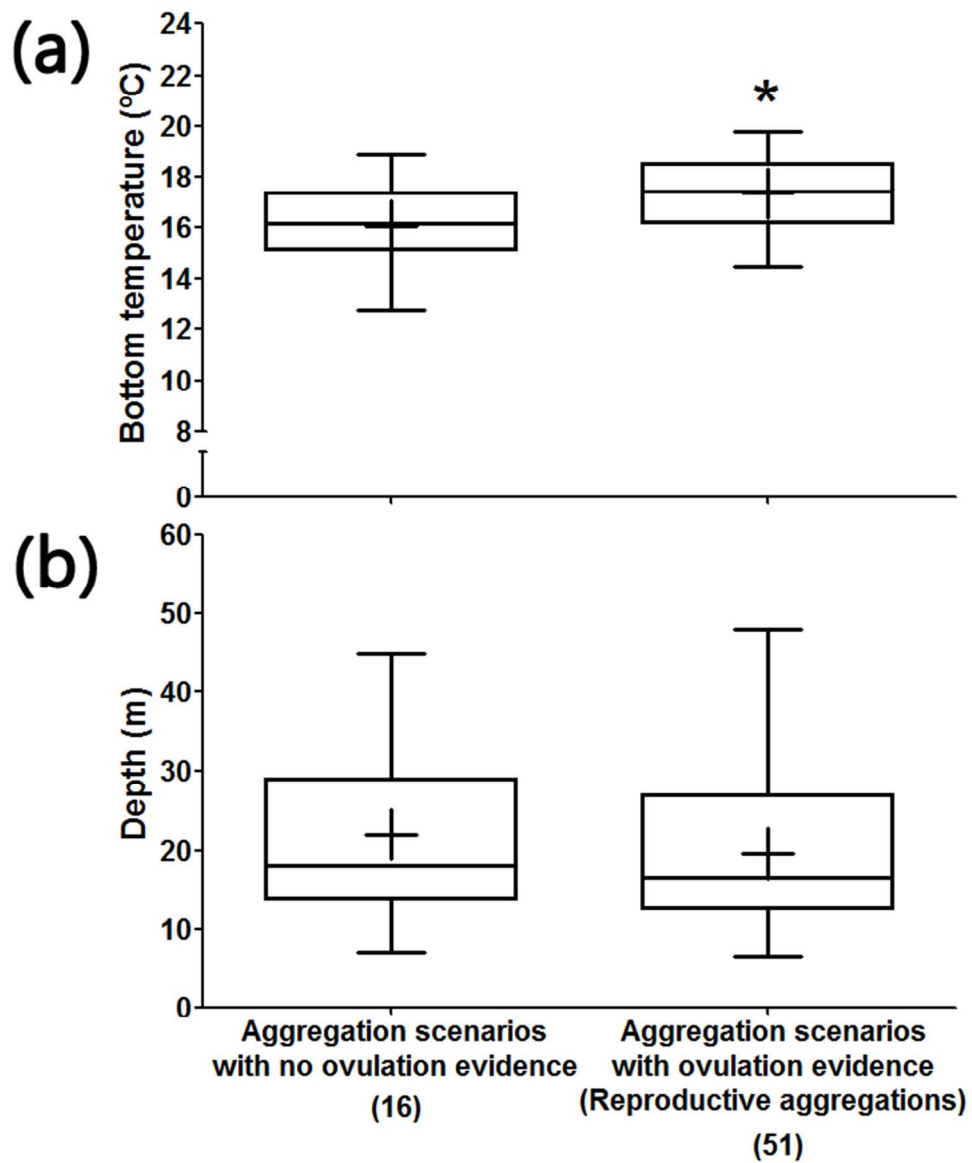 (a)
Bottom temperature (ºC)
24
22
20
18
16
14
12
10
8
0
*
(b)
Depth (m)
60
50
40
30
20
10
0
Aggregation scenarios
with no ovulation evidence
(16)
Aggregation scenarios
with ovulation evidence
(Reproductive aggregations)
(51)